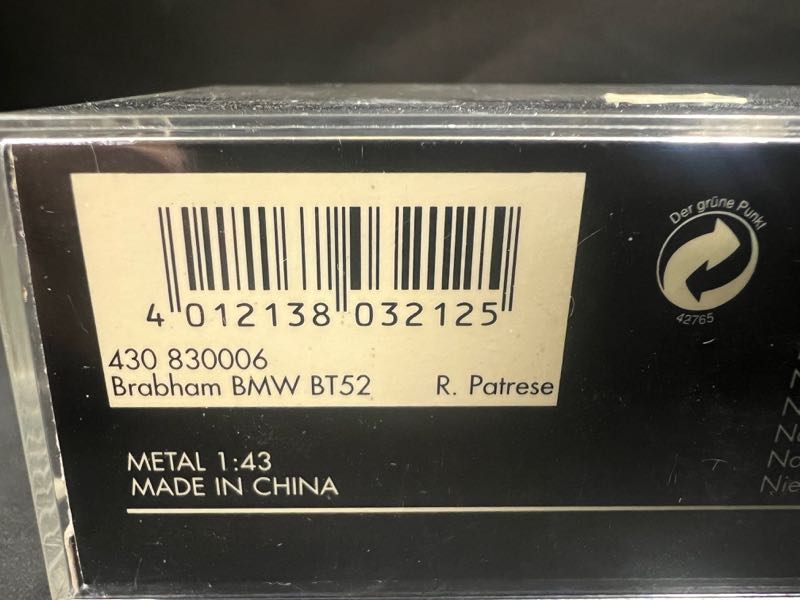 Der grüne Punkt
42765
4 012138 032125
430 830006
Brabham BMW BT52 R. Patrese
METAL 1:43
MADE IN CHINA